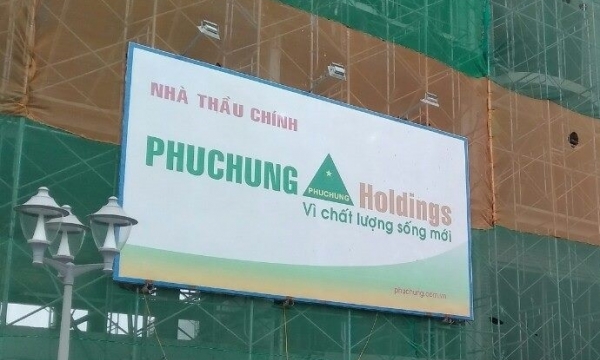 NHÀ THẦU CHÍNH
PHUCHUNG Holdings
PHUCHUNG
Vì chất lượng sống mới
phuchung.com.vn